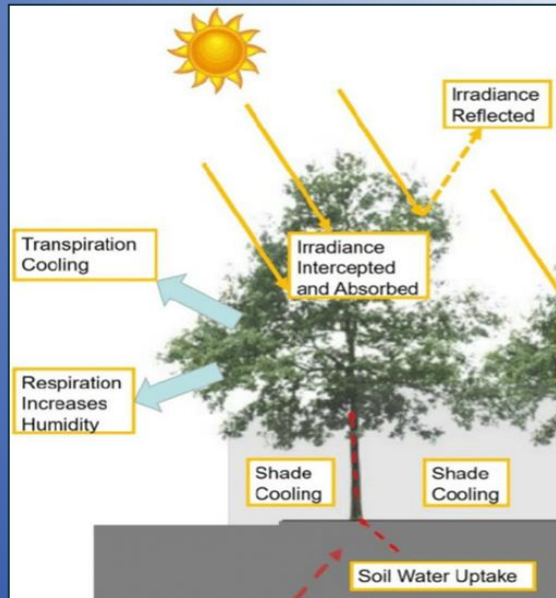 Irradiance
Reflected
Transpiration
Cooling
Irradiance
Intercepted
and Absorbed
Respiration
Increases
Humidity
Shade
Cooling
Shade
Cooling
Soil Water Uptake